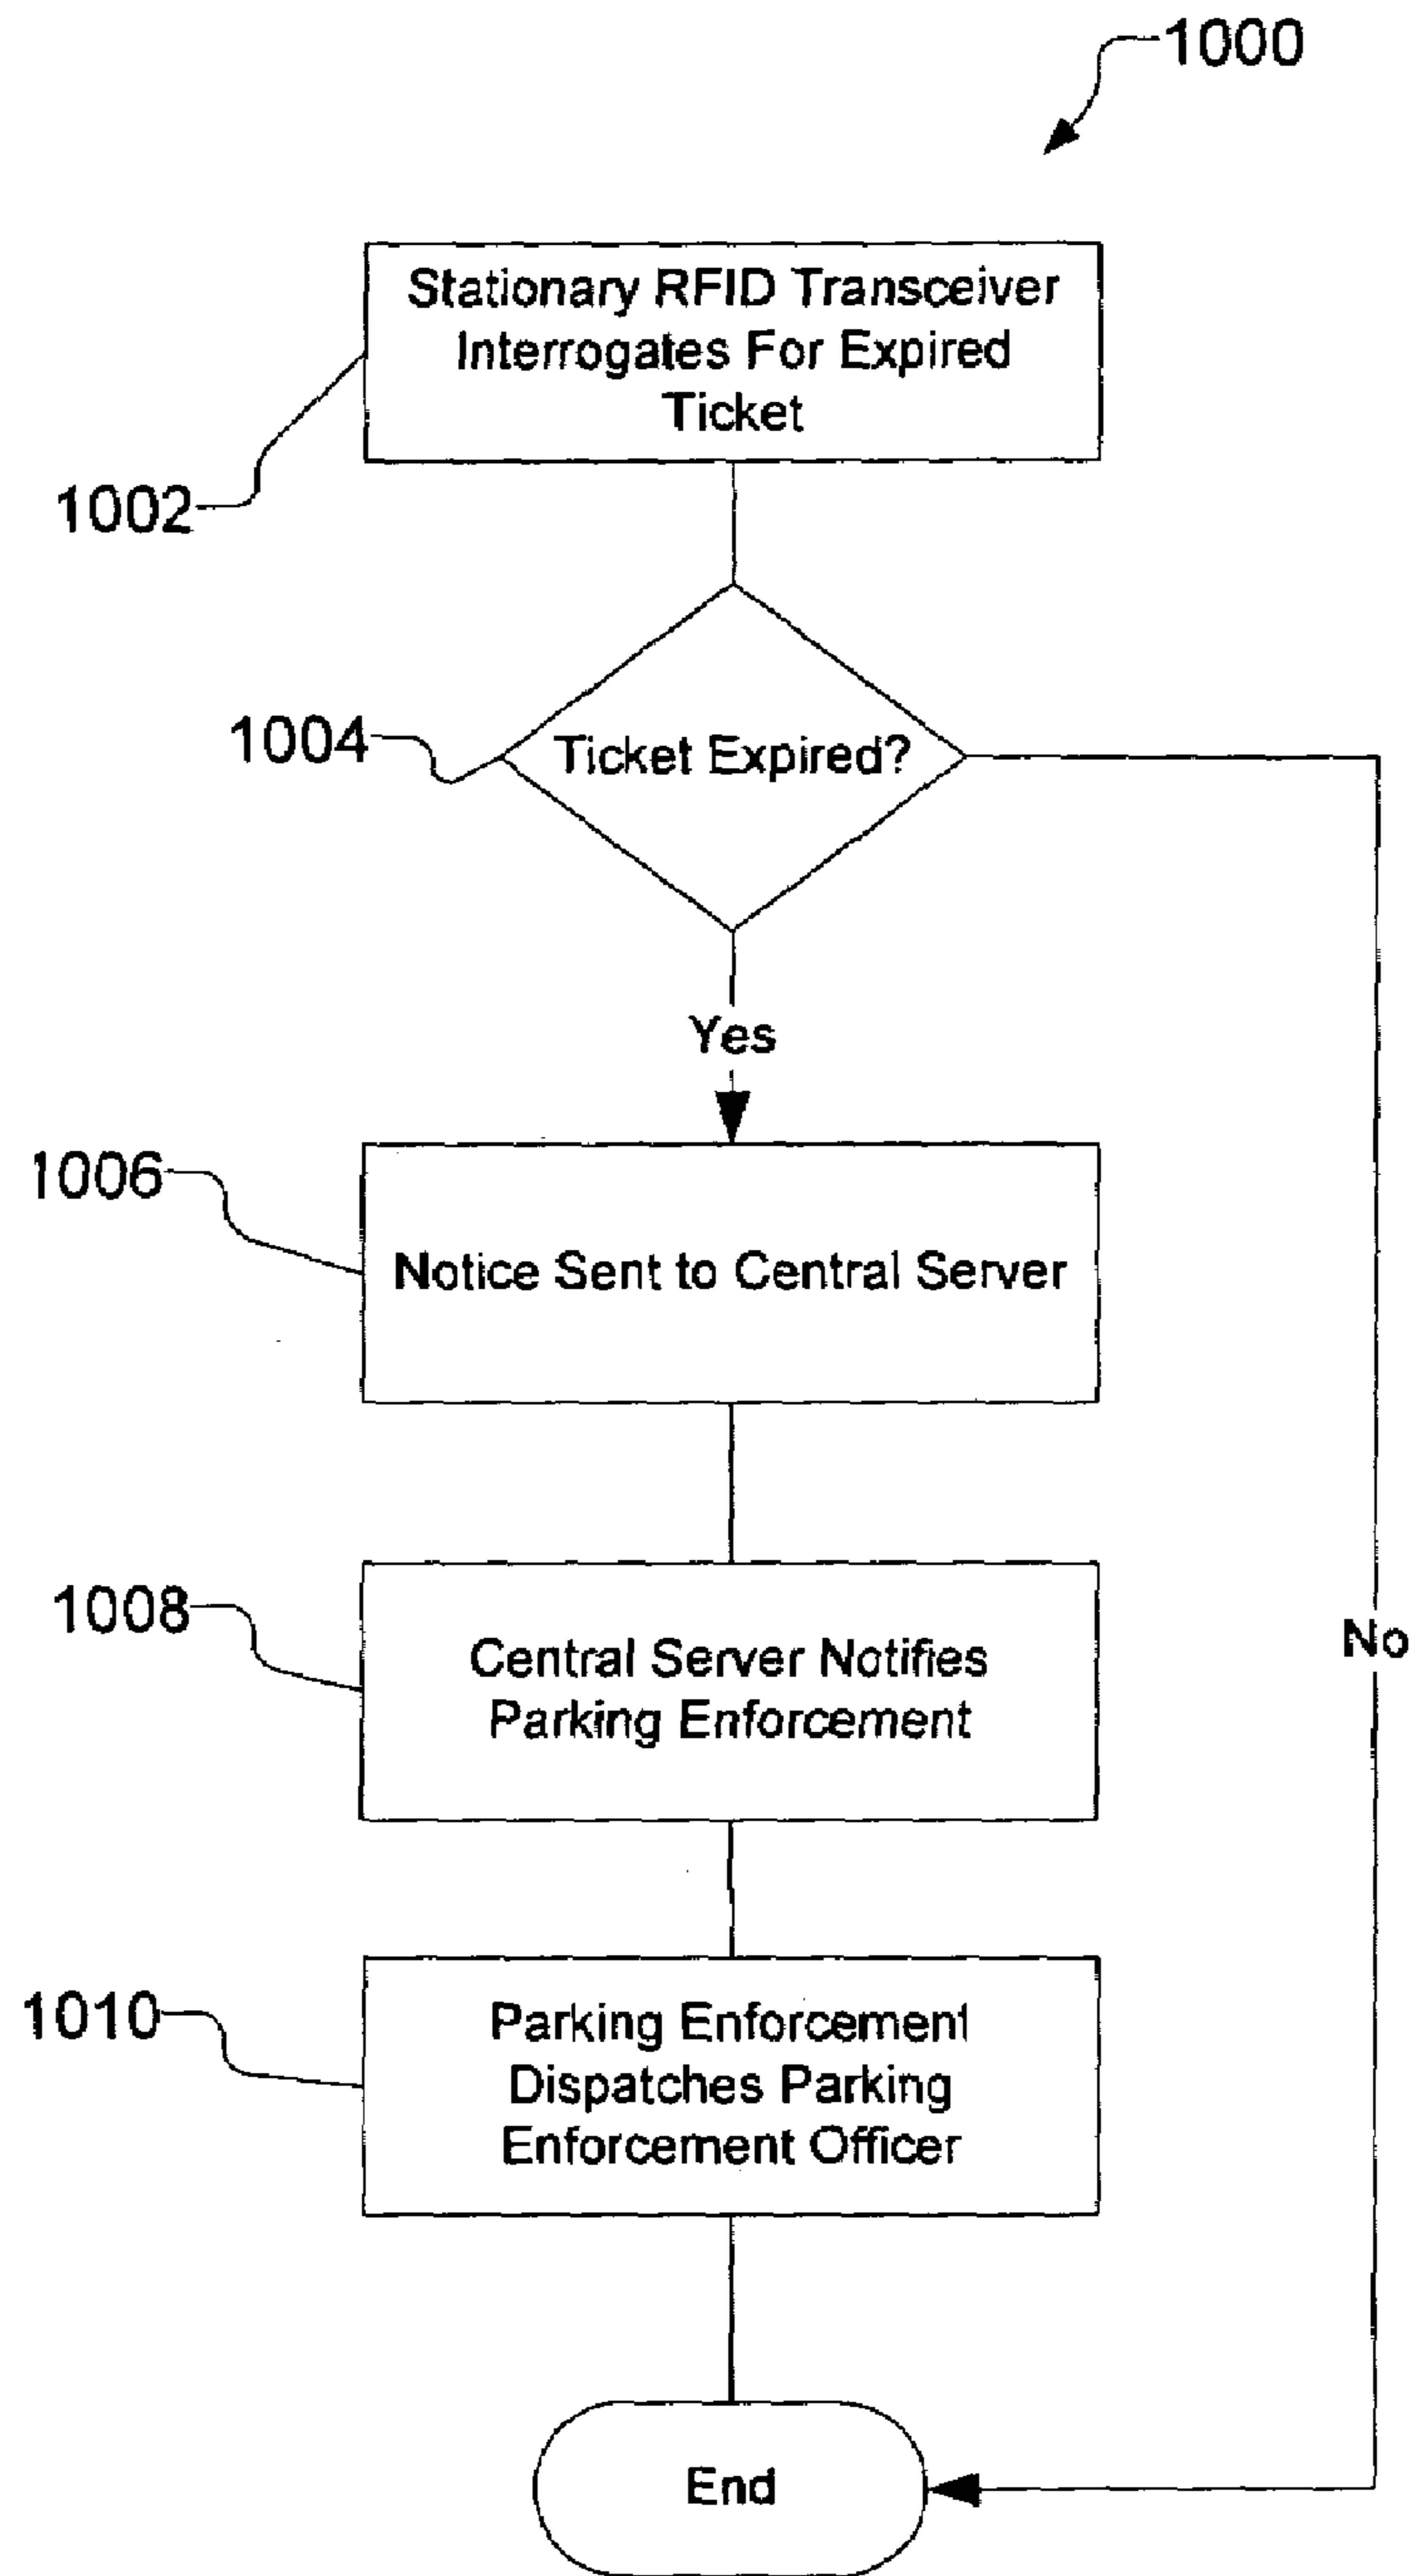 1000
Stationary RFID Transceiver
Interrogates For Expired
Ticket
1002
1004
Ticket Expired?
Yes
1006
Notice Sent to Central Server
1008
Central Server Notifies
Parking Enforcement
No
1010
Parking Enforcement
Dispatches Parking
Enforcement Officer
End